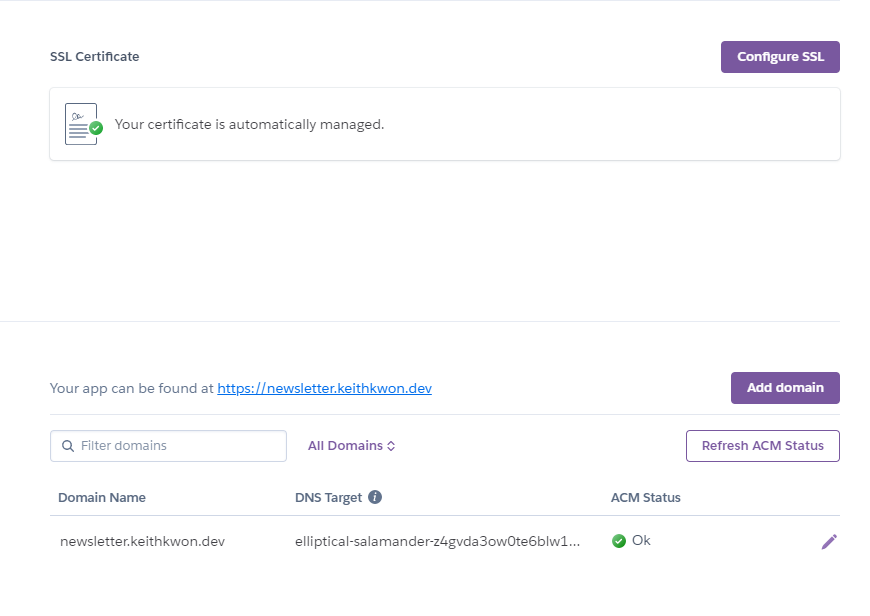 SSL Certificate
Configure SSL
Your certificate is automatically managed.
Your app can be found at https://newsletter.keithkwon.dev
Add domain
Filter domains
All Domains
Refresh ACM Status
Domain Name
DNS Target
ACM Status
newsletter.keithkwon.dev
elliptical-salamander-z4gvda3ow0te6blw1...
Ok